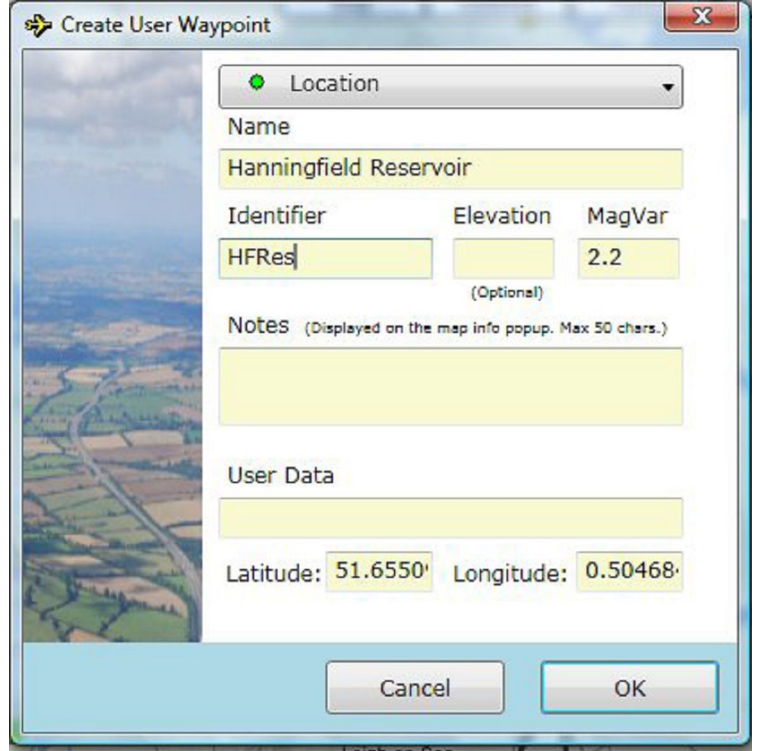 Create User Waypoint
Location
Name
Hanningfield Reservoir
Identifier Elevation MagVar
HFRes 2.2
(Optional)
Notes (Displayed on the map info popup. Max 50 chars.)
User Data
Latitude: 51.6550 Longitude: 0.50468
Cancel OK